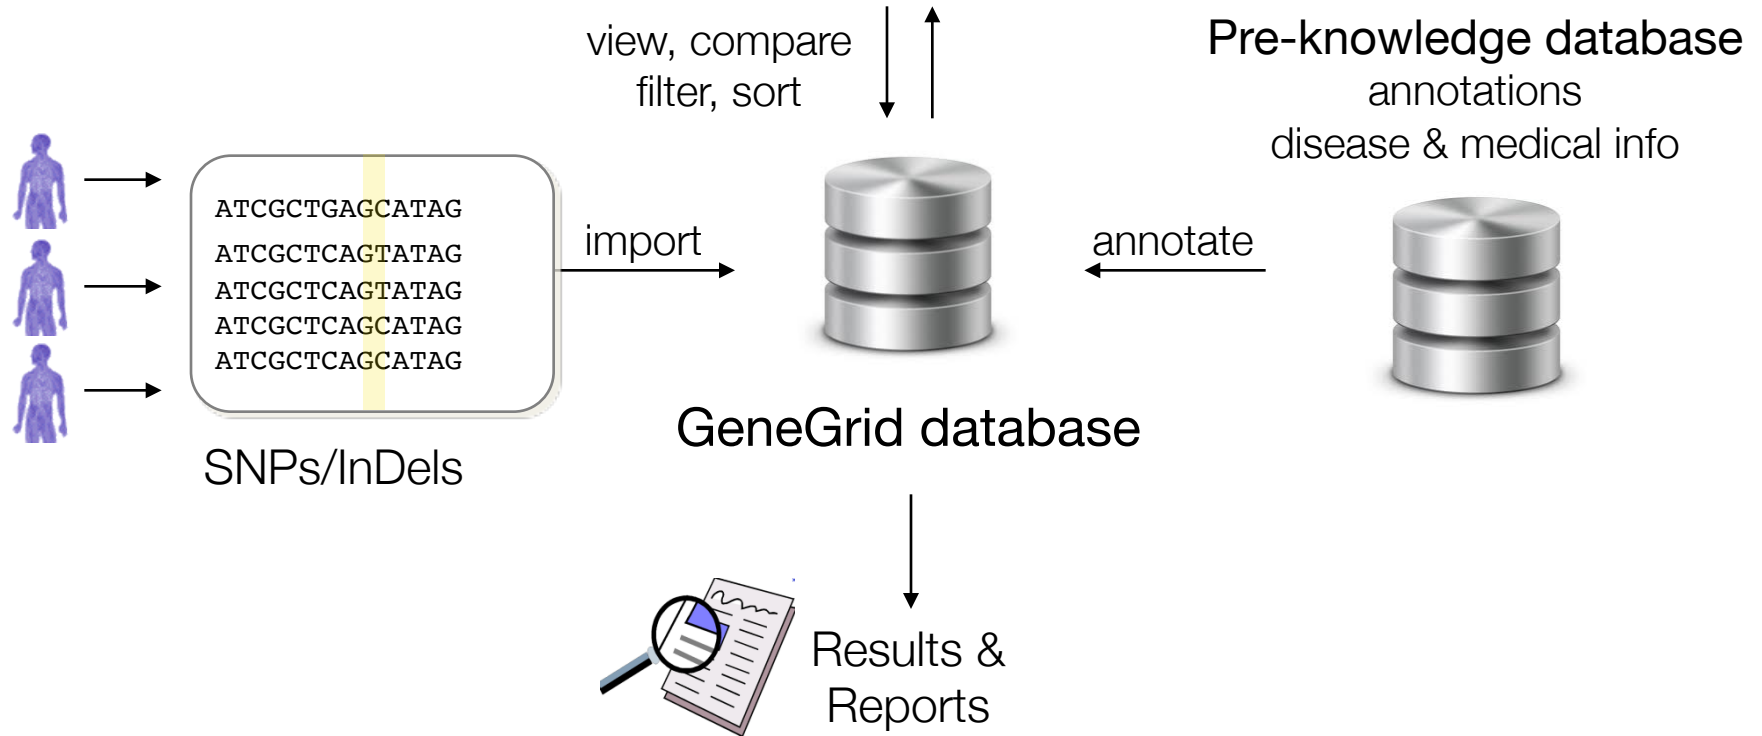 view, compare
filter, sort
Pre-knowledge database
annotations
disease & medical info
ATCGCTGAGCATAG
ATCGCTCAGTATAG
ATCGCTCAGTATAG
ATCGCTCAGCATAG
ATCGCTCAGCATAG
import
annotate
SNPs/InDels
GeneGrid database
Results &
Reports